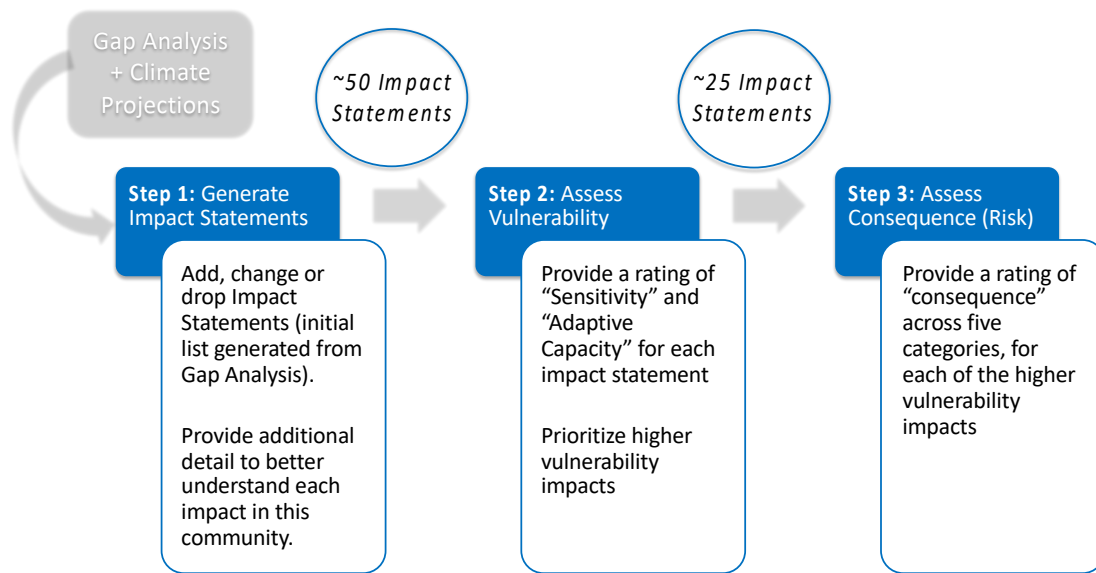 Gap Analysis
+ Climate
Projections
~50 Impact
Statements
~25 Impact
Statements
Step 1: Generate
Impact Statements
Add, change or
drop Impact
Statements (initial
list generated from
Gap Analysis).
Provide additional
detail to better
understand each
impact in this
community.
Step 2: Assess
Vulnerability
Provide a rating of
“Sensitivity” and
“Adaptive
Capacity” for each
impact statement
Prioritize higher
vulnerability
impacts
Step 3: Assess
Consequence (Risk)
Provide a rating of
“consequence”
across five
categories, for
each of the higher
vulnerability
impacts